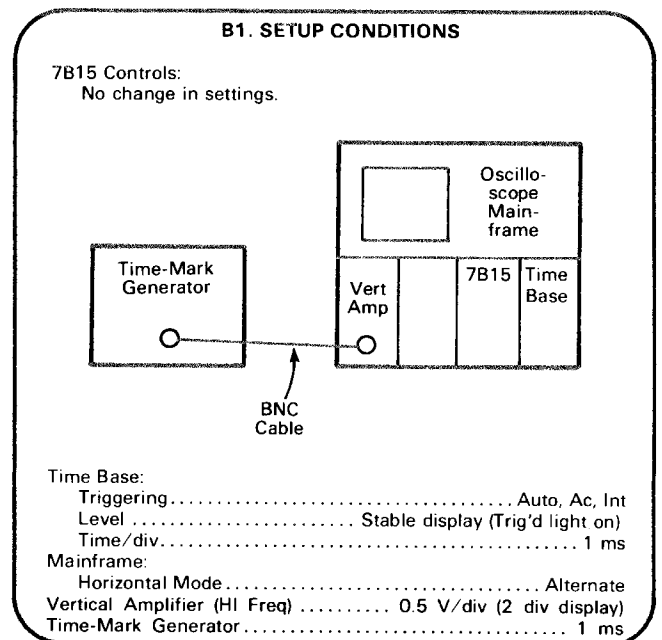 B1. SETUP CONDITIONS
7B15 Controls:
No change in settings.
Oscillo-
scope
Main-
frame
Time-Mark
Generator
Vert
Amp
7B15
Time
Base
BNC
Cable
Time Base:
Triggering.......................................Auto, Ac, Int
Level ........................ Stable display (Trig'd light on)
Time/div.............................................. 1 ms
Mainframe:
Horizontal Mode.................................... Alternate
Vertical Amplifier (HI Freq) .......... 0.5 V/div (2 div display)
Time-Mark Generator........................................ 1 ms